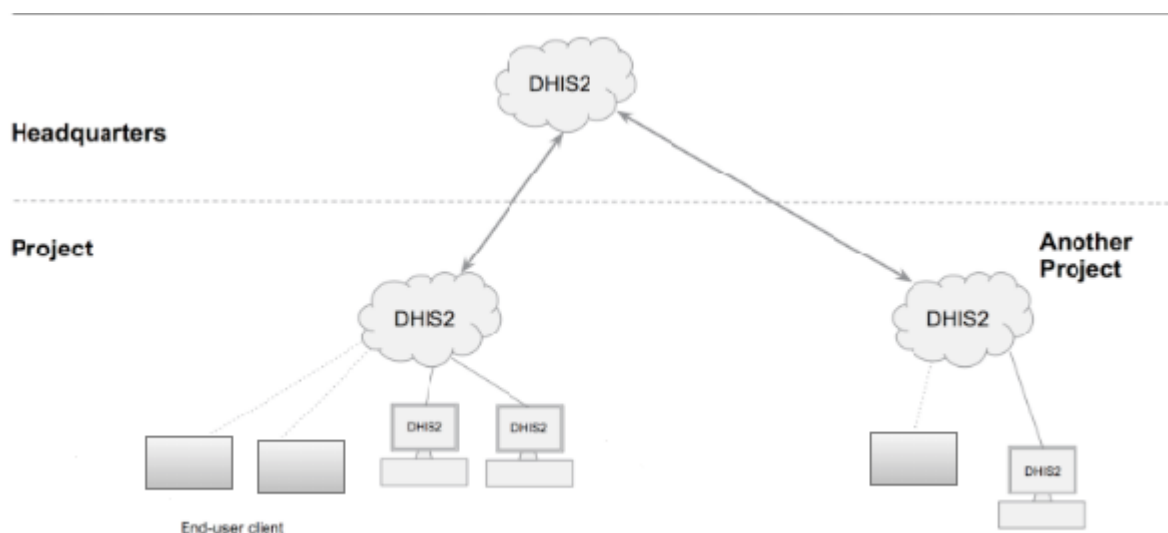 DHIS2
Headquarters
Project
Another
Project
DHIS2
DHIS2
DHIS2
DHIS2
DHIS2
End-user client